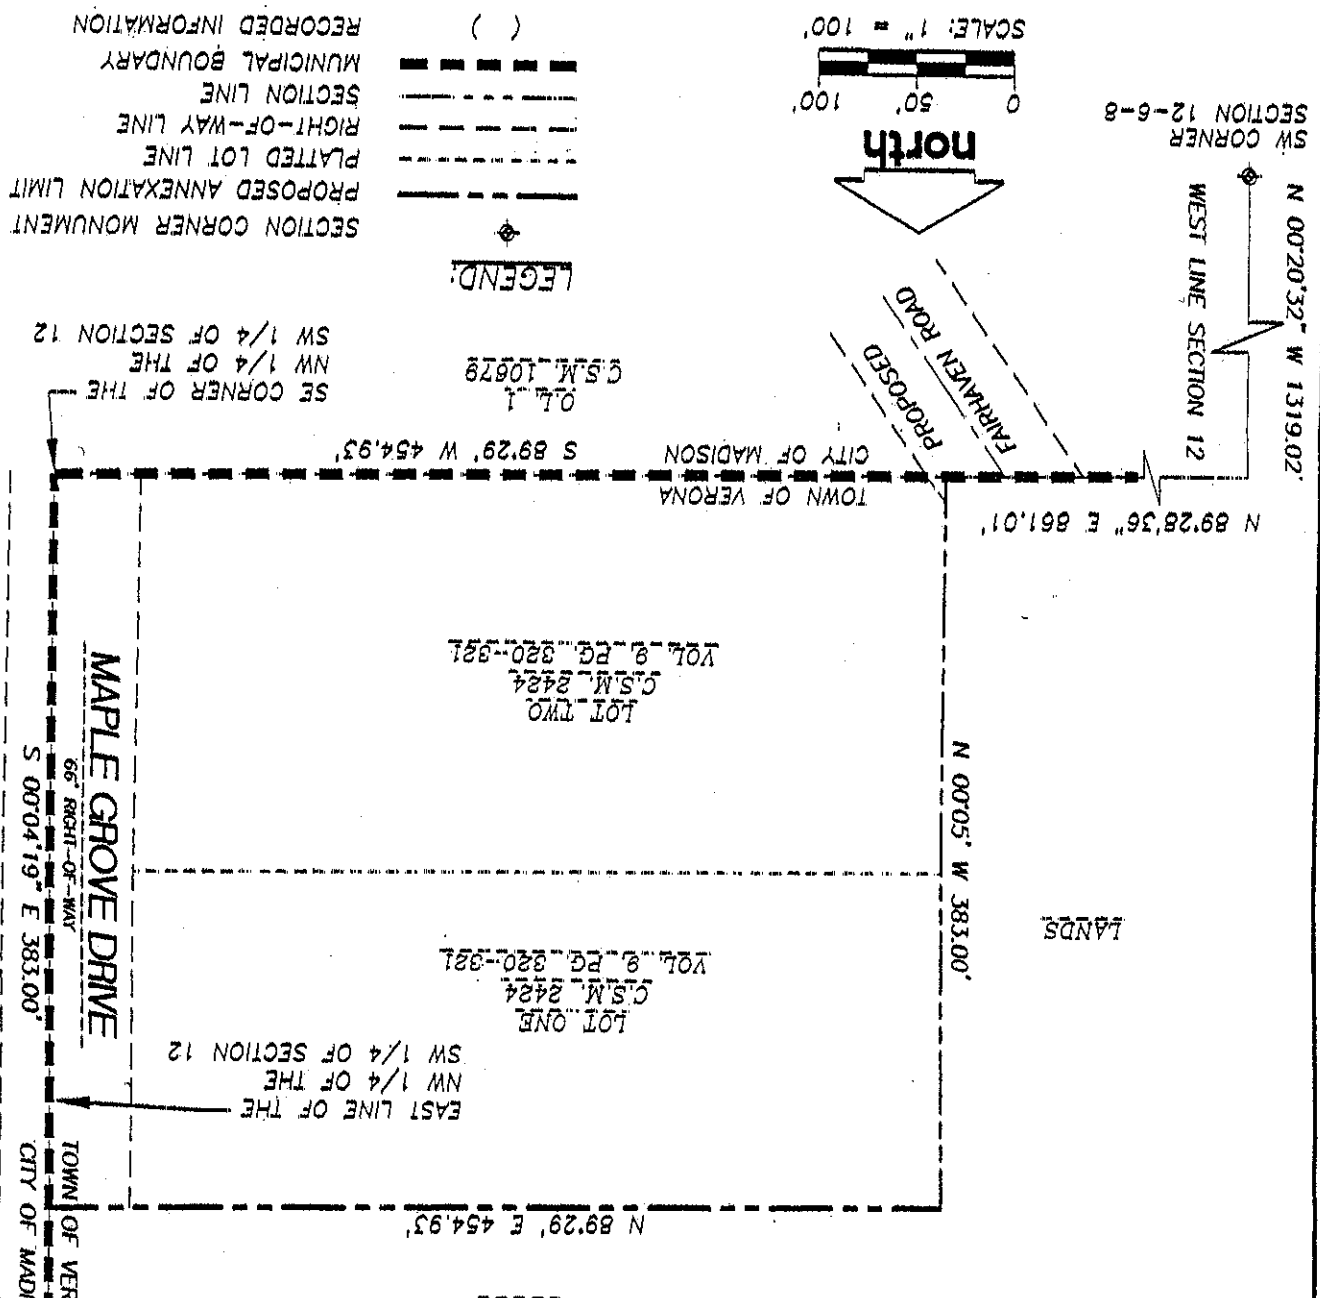 N 89°29' E 454.93'
TOWN OF VER
CITY OF MADI
EAST LINE OF THE
NW 1/4 OF THE
SW 1/4 OF SECTION 12
LOT ONE
C.S.M. 2424
VOL. 9, PG. 320-321
LANDS
MAPLE GROVE DRIVE
66' RIGHT-OF-WAY
S 00°04'19" E 383.00'
N 00°05' W 383.00'
LOT TWO
C.S.M. 2424
VOL. 9, PG. 320-321
N 89°28'36" E 861.01'
TOWN OF VERONA
CITY OF MADISON
S 89°29' W 454.93'
PROPOSED
FAIRHAVEN ROAD
O.L. 1
C.S.M. 10679
SE CORNER OF THE
NW 1/4 OF THE
SW 1/4 OF SECTION 12
WEST LINE SECTION 12
N 00°20'32" W 1319.02'
SW CORNER
SECTION 12-6-8
north
0 50' 100'
SCALE: 1" = 100'
LEGEND:
SECTION CORNER MONUMENT
PROPOSED ANNEXATION LIMIT
PLATTED LOT LINE
RIGHT-OF-WAY LINE
SECTION LINE
MUNICIPAL BOUNDARY
( ) RECORDED INFORMATION